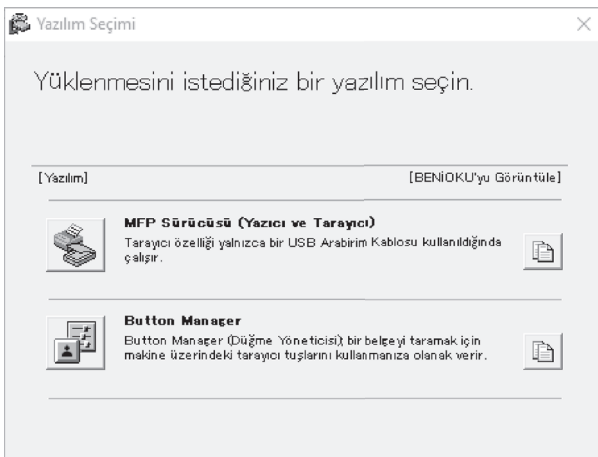 Yazılım Seçimi
Yüklenmesini istediğiniz bir yazılım seçin.
[Yazılım] [BENİOKU'yu Görüntüle]
MFP Sürücüsü (Yazıcı ve Tarayıcı)
Tarayıcı özelliği yalnızca bir USB Arabirim Kablosu kullanıldığında
çalışır.
Button Manager
Button Manager (Düğme Yöneticisi); bir belgeyi taramak için
makine üzerindeki tarayıcı tuşlarını kullanmanıza olanak verir.